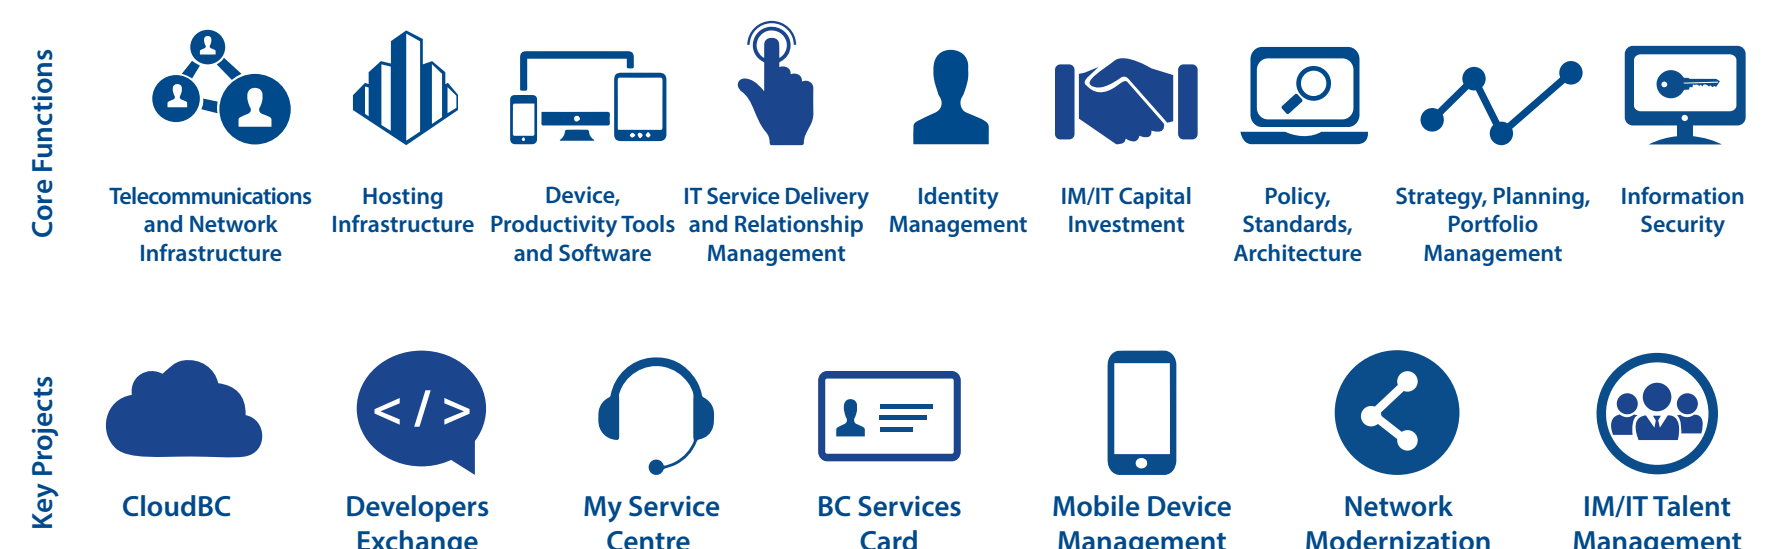 Core Functions
Telecommunications
and Network
Infrastructure
Hosting
Infrastructure
Device,
Productivity Tools
and Software
IT Service Delivery
and Relationship
Management
Identity
Management
IM/IT Capital
Investment
Policy,
Standards,
Architecture
Strategy, Planning,
Portfolio
Management
Information
Security
Key Projects
</>
CloudBC
Developers
Exchange
My Service
Centre
BC Services
Card
Mobile Device
Management
Network
Modernization
IM/IT Talent
Management